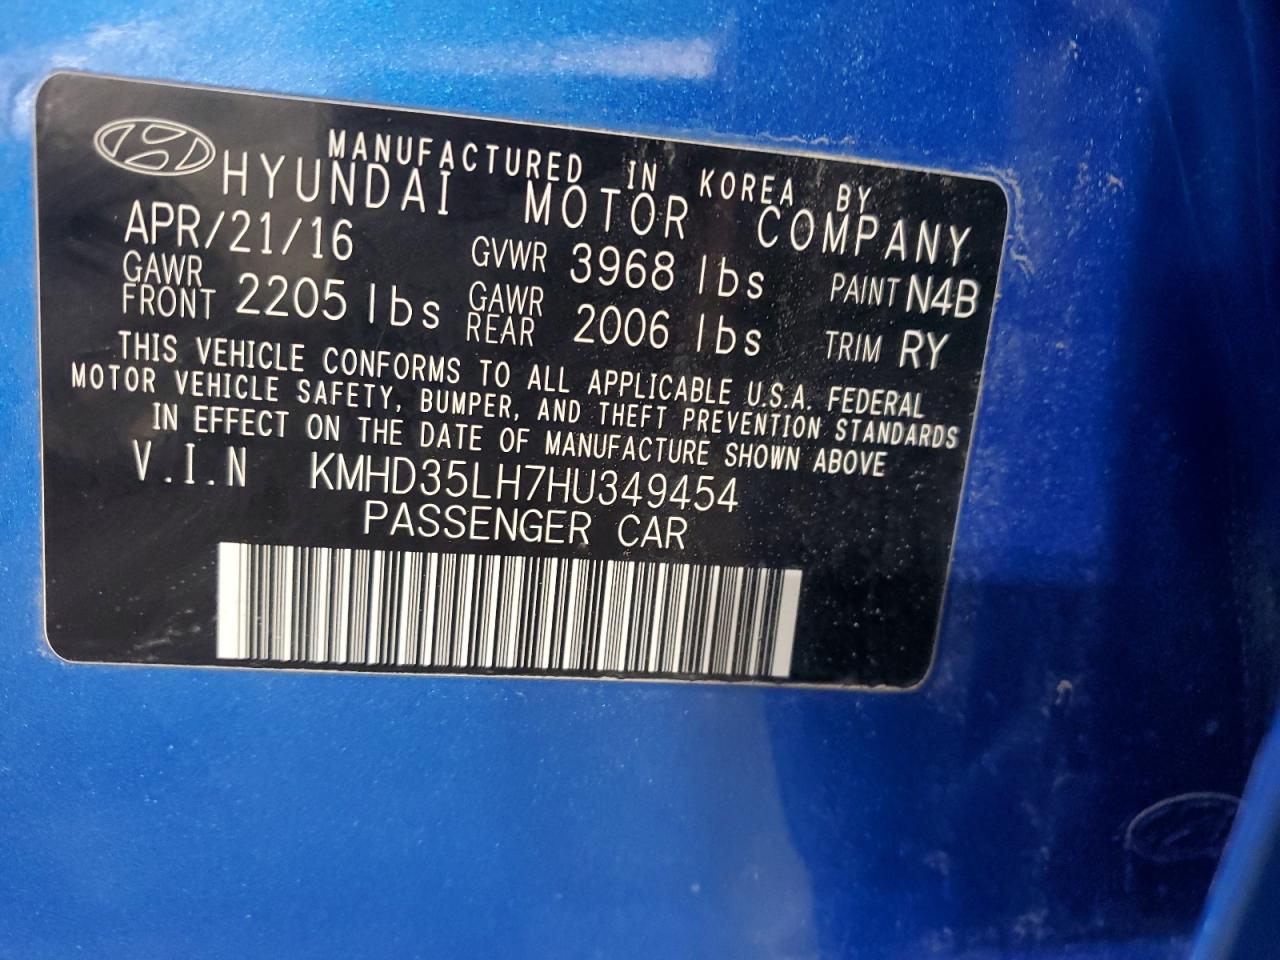 MANUFACTURED IN KOREA BY
HYUNDAI MOTOR COMPANY
APR/21/16 GVWR 3968 lbs PAINT N4B
GAWR FRONT 2205 lbs GAWR REAR 2006 lbs TRIM RY
THIS VEHICLE CONFORMS TO ALL APPLICABLE U.S.A. FEDERAL
MOTOR VEHICLE SAFETY, BUMPER, AND THEFT PREVENTION STANDARDS
IN EFFECT ON THE DATE OF MANUFACTURE SHOWN ABOVE
V.I.N KMHD35LH7HU349454
PASSENGER CAR